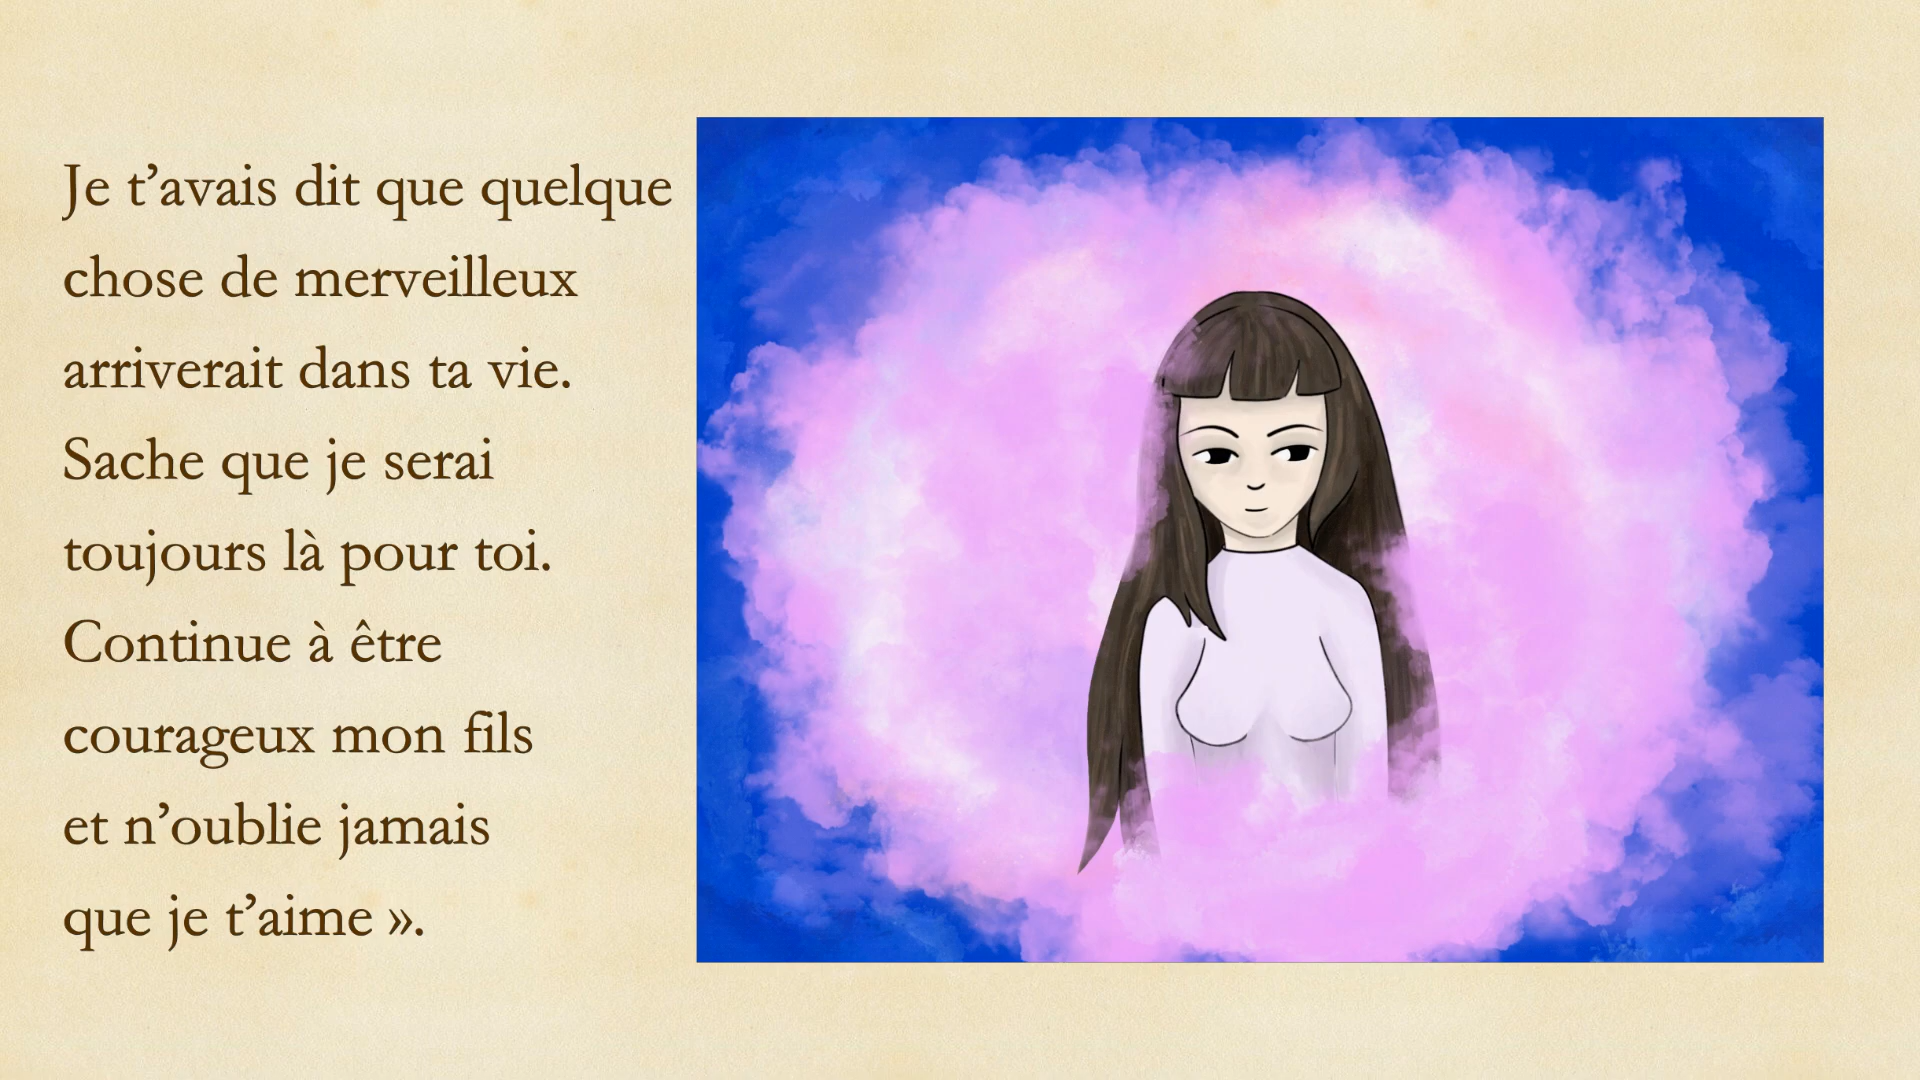 Je t’avais dit que quelque
chose de merveilleux
arriverait dans ta vie.
Sache que je serai
toujours là pour toi.
Continue à être
courageux mon fils
et n’oublie jamais
que je t’aime ».